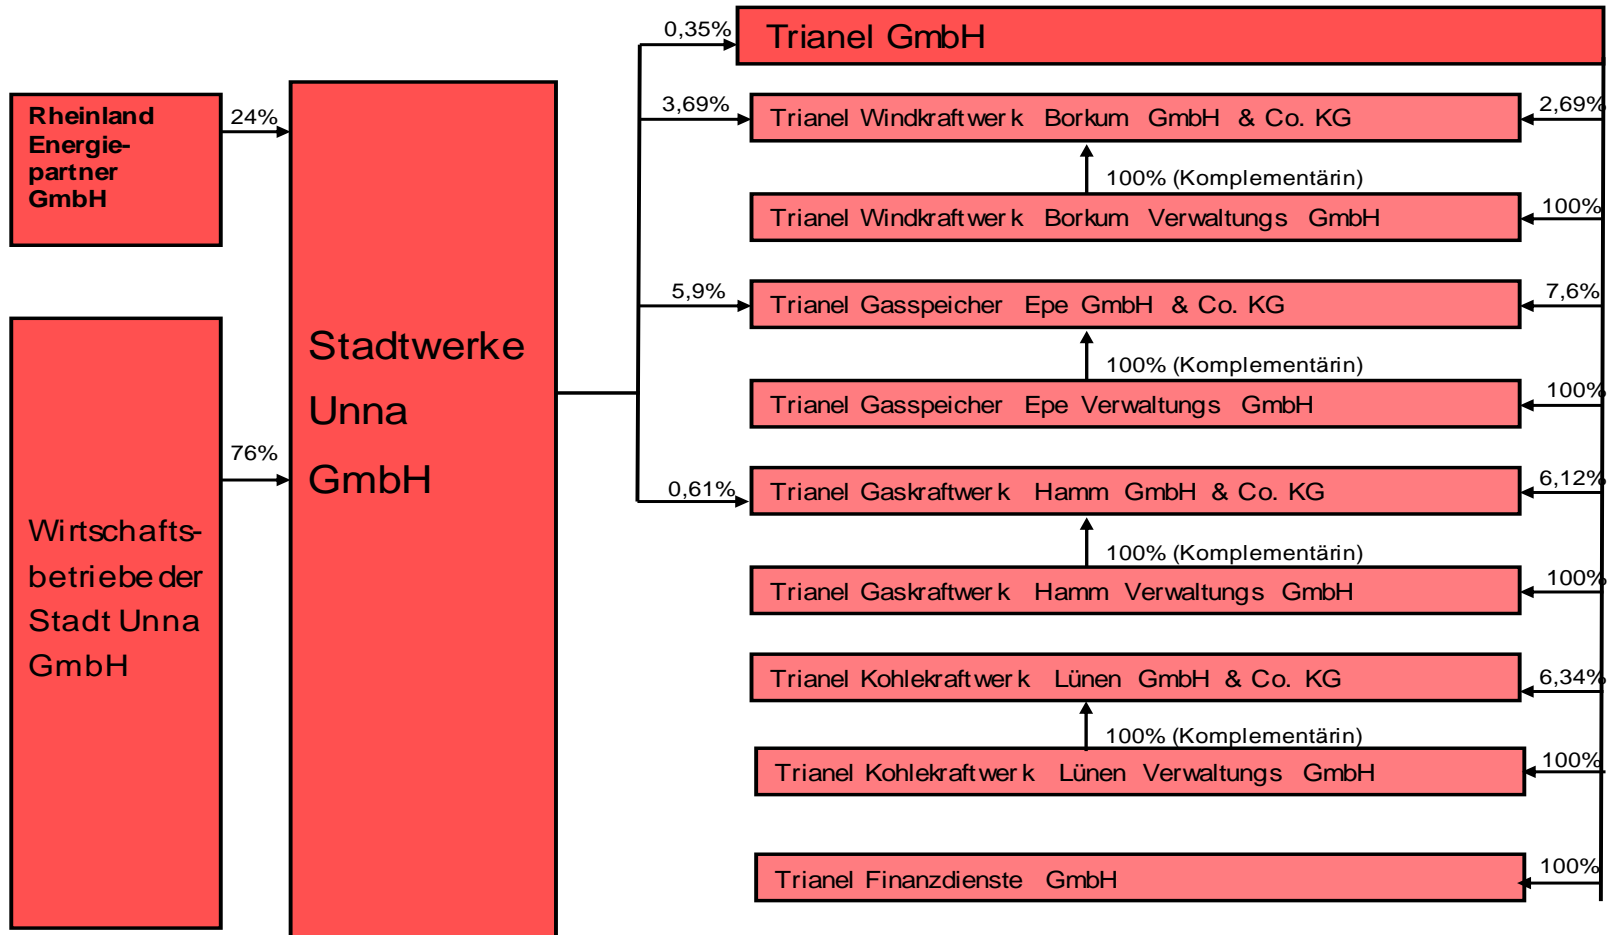 Rheinland
Energie-
partner
GmbH
24%
Wirtschafts-
betriebe der
Stadt Unna
GmbH
76%
Stadtwerke
Unna
GmbH
0,35%
Trianel GmbH
3,69%
Trianel Windkraftwerk Borkum GmbH & Co. KG
2,69%
100% (Komplementärin)
Trianel Windkraftwerk Borkum Verwaltungs GmbH
100%
5,9%
Trianel Gasspeicher Epe GmbH & Co. KG
7,6%
100% (Komplementärin)
Trianel Gasspeicher Epe Verwaltungs GmbH
100%
0,61%
Trianel Gaskraftwerk Hamm GmbH & Co. KG
6,12%
100% (Komplementärin)
Trianel Gaskraftwerk Hamm Verwaltungs GmbH
100%
Trianel Kohlekraftwerk Lünen GmbH & Co. KG
6,34%
100% (Komplementärin)
Trianel Kohlekraftwerk Lünen Verwaltungs GmbH
100%
Trianel Finanzdienste GmbH
100%